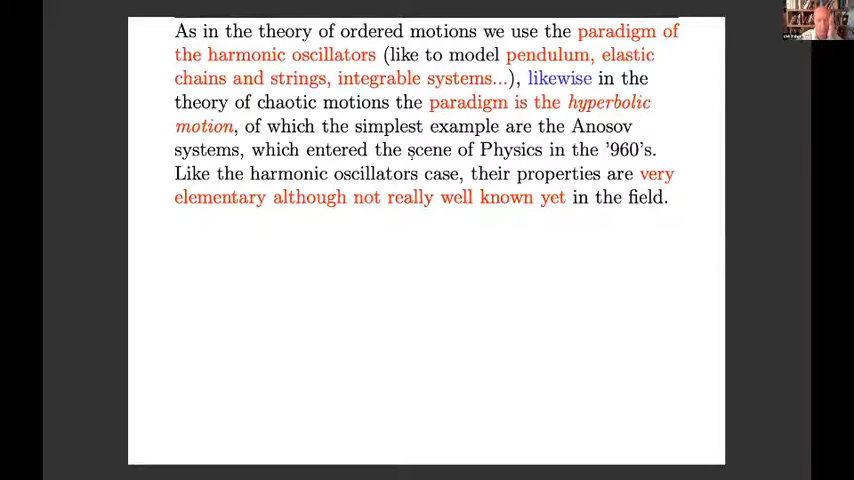 As in the theory of ordered motions we use the paradigm of
the harmonic oscillators (like to model pendulum, elastic
chains and strings, integrable systems...), likewise in the
theory of chaotic motions the paradigm is the hyperbolic
motion, of which the simplest example are the Anosov
systems, which entered the scene of Physics in the '960's.
Like the harmonic oscillators case, their properties are very
elementary although not really well known yet in the field.